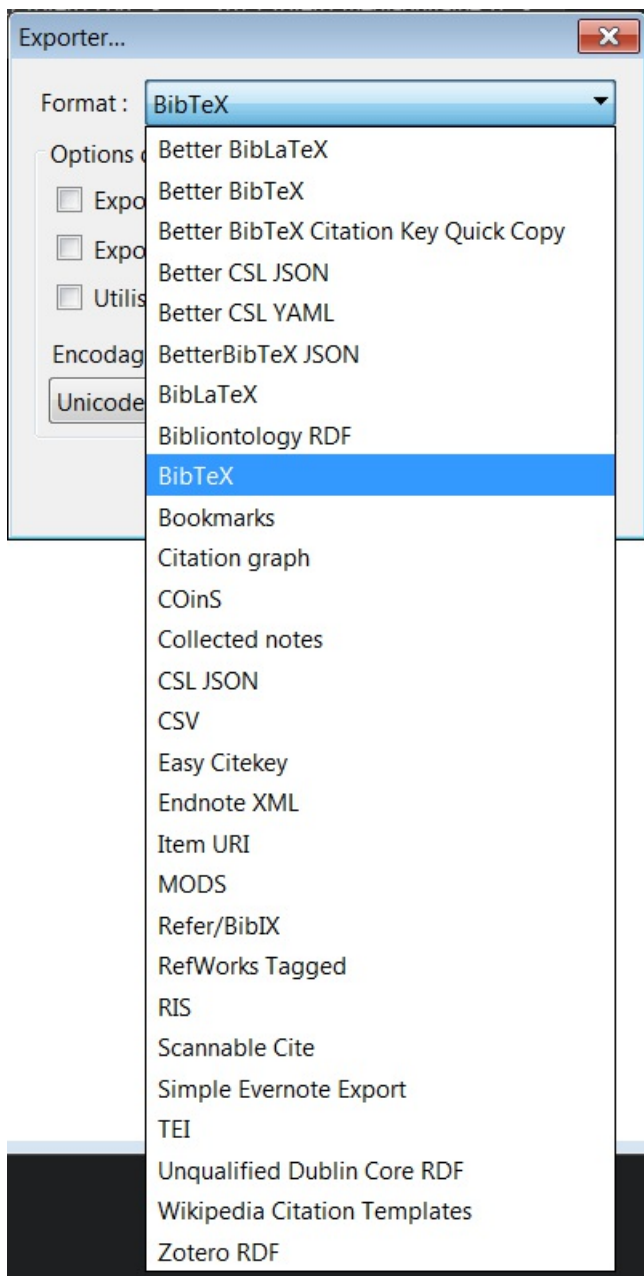 Exporter...
Format : BibTeX
Options
Expo
Expo
Utilis
Encodag
Unicode
Better BibLaTeX
Better BibTeX
Better BibTeX Citation Key Quick Copy
Better CSL JSON
Better CSL YAML
BetterBibTeX JSON
BibLaTeX
Bibliontology RDF
BibTeX
Bookmarks
Citation graph
COinS
Collected notes
CSL JSON
CSV
Easy Citekey
Endnote XML
Item URI
MODS
Refer/BibIX
RefWorks Tagged
RIS
Scannable Cite
Simple Evernote Export
TEI
Unqualified Dublin Core RDF
Wikipedia Citation Templates
Zotero RDF